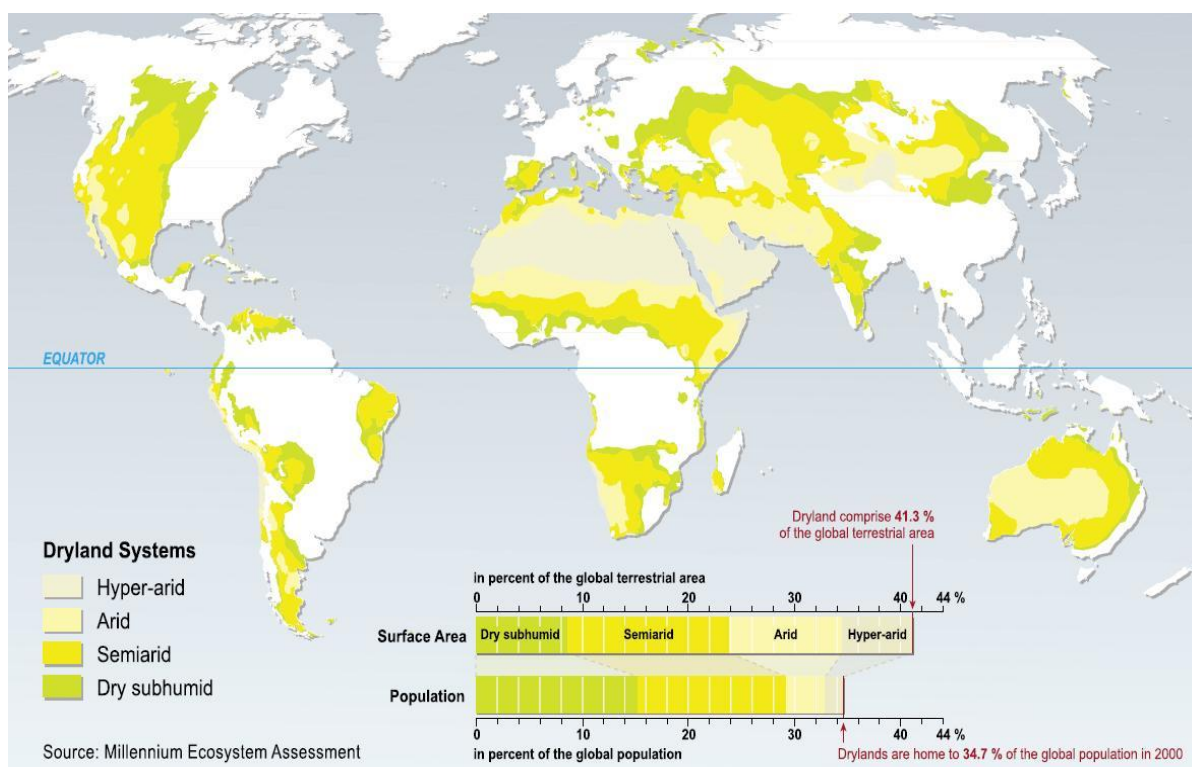 EQUATOR
Dryland Systems
Hyper-arid
Arid
Semiarid
Dry subhumid
Source: Millennium Ecosystem Assessment
Dryland comprise 41.3 %
of the global terrestrial area
in percent of the global terrestrial area
0 10 20 30 40 44 %
Surface Area Dry subhumid Semiarid Arid Hyper-arid
Population
0 10 20 30 40 44 %
in percent of the global population
Drylands are home to 34.7 % of the global population in 2000